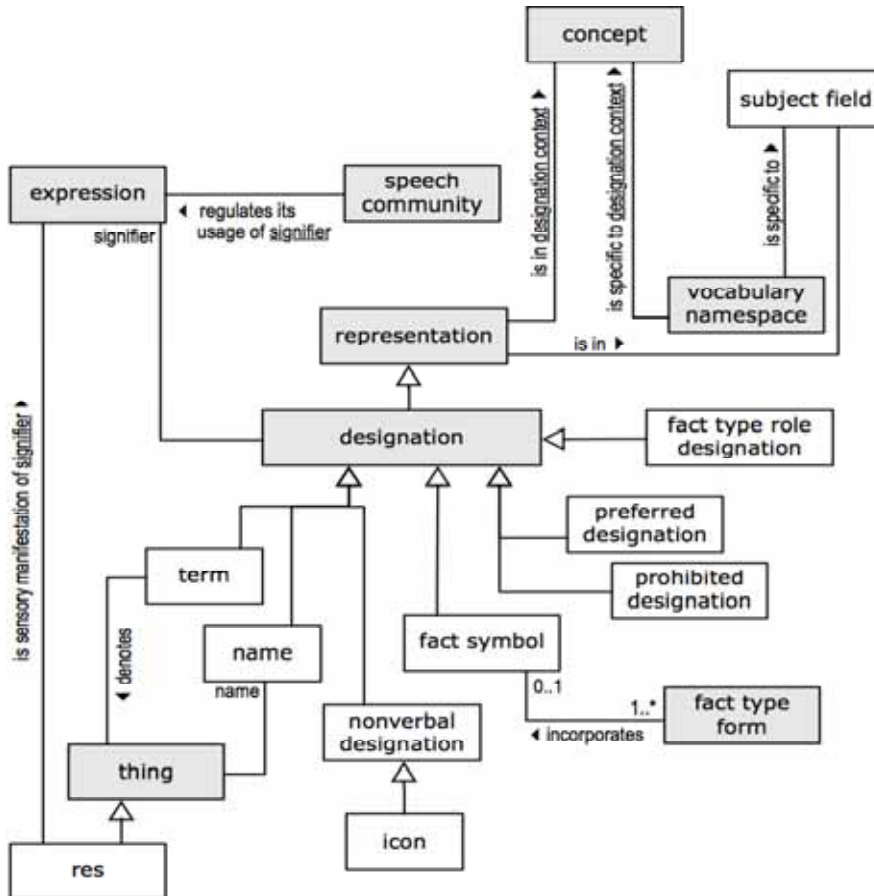 concept
subject field
is in designation context ▶
is specific to designation context ▶
is specific to ▶
expression
speech
community
◀ regulates its
usage of signifier
signifier
vocabulary
namespace
representation
is in ▶
designation
fact type role
designation
is sensory manifestation of signifier ▶
preferred
designation
term
prohibited
designation
◀ denotes
name
name
fact symbol
0..1
1..*
fact type
form
◀ incorporates
nonverbal
designation
thing
icon
res